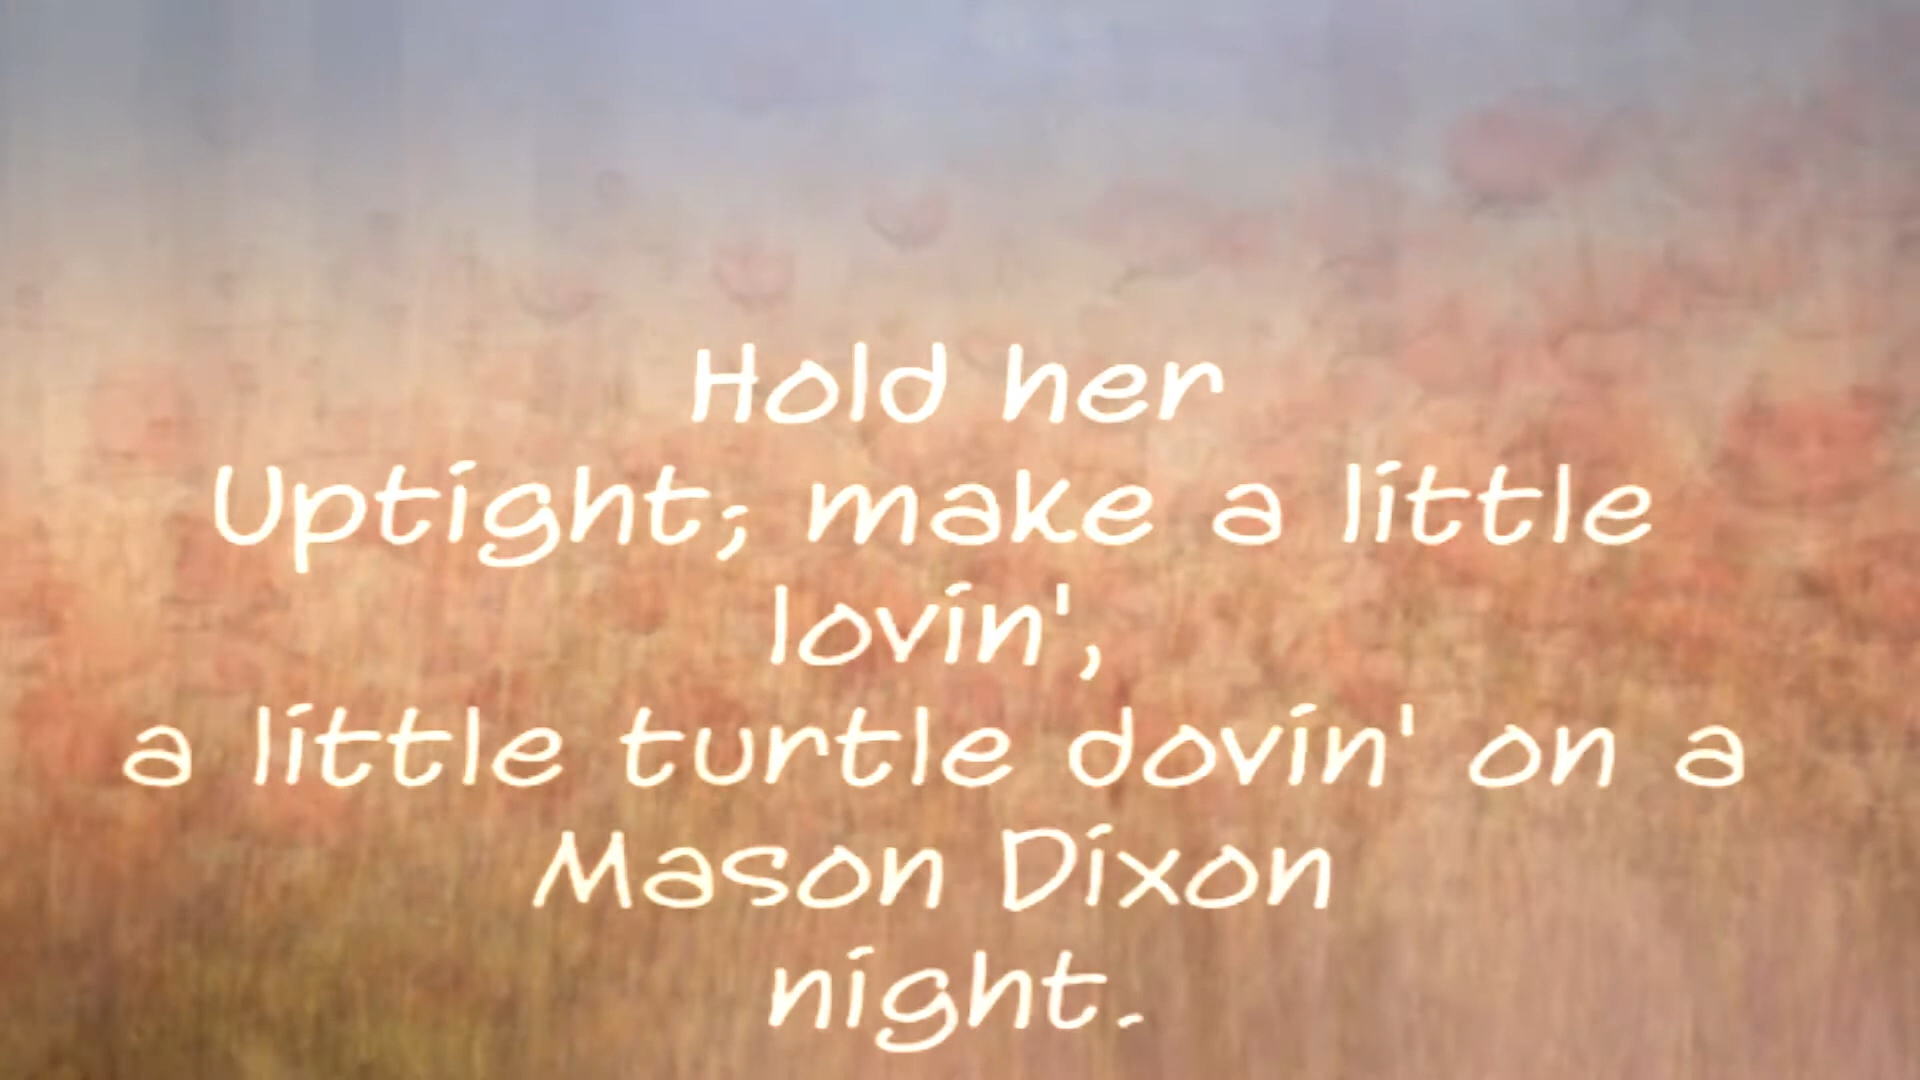 Hold her
Uptight; make a little
lovin',
a little turtle dovin' on a
Mason Dixon
night.